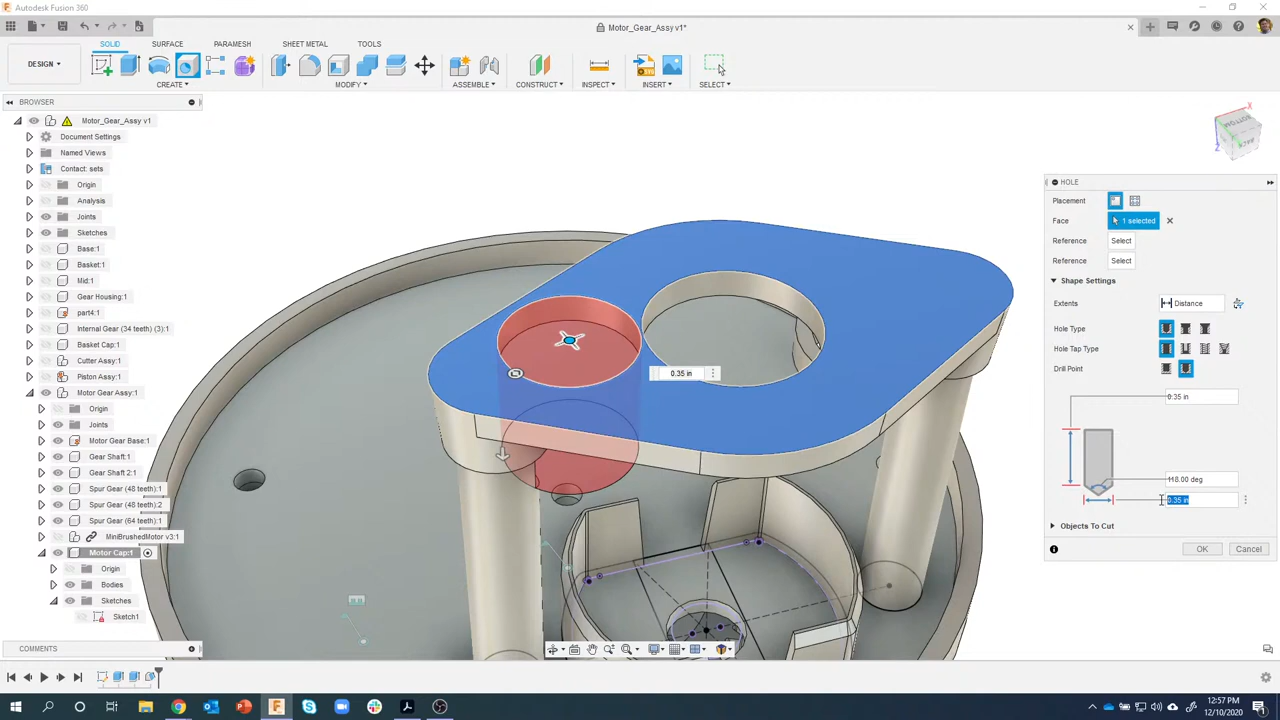 Autodesk Fusion 360
Motor_Gear_Assy v1*
SOLID SURFACE PARAMESH SHEET METAL TOOLS
DESIGN
CREATE MODIFY ASSEMBLE CONSTRUCT INSPECT INSERT SELECT
BROWSER
Motor_Gear_Assy v1
Document Settings
Named Views
Contact: sets
Origin
Analysis
Joints
Sketches
Base:1
Basket:1
Mid:1
Gear Housing:1
part4:1
Internal Gear (34 teeth) (3):1
Basket Cap:1
Cutter Assy:1
Piston Assy:1
Motor Gear Assy:1
Origin
Joints
Motor Gear Base:1
Gear Shaft:1
Gear Shaft 2:1
Spur Gear (48 teeth):1
Spur Gear (48 teeth):2
Spur Gear (64 teeth):1
MiniBrushedMotor v3:1
Motor Cap:1
Origin
Bodies
Sketches
Sketch1
BOTTOM
BACK
X
Z
0.35 in
HOLE
Placement
Face 1 selected
Reference Select
Reference Select
Shape Settings
Extents Distance
Hole Type
Hole Tap Type
Drill Point
0.35 in
118.00 deg
0.35 in
Objects To Cut
OK Cancel
COMMENTS
12:57 PM
12/10/2020